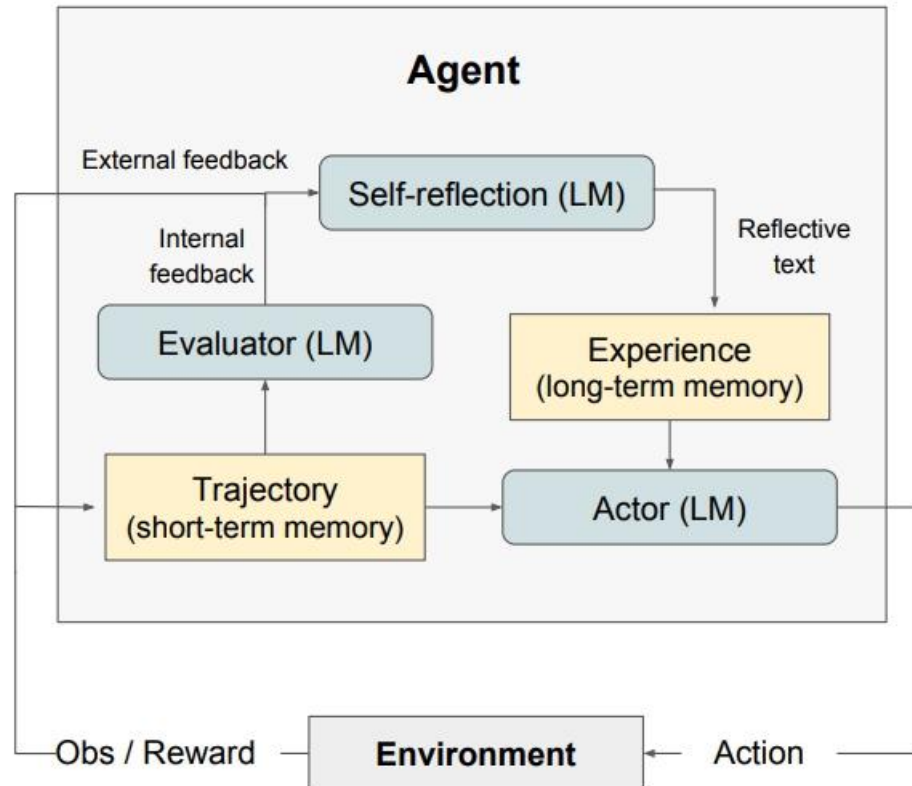 Agent
External feedback
Self-reflection (LM)
Internal
feedback
Reflective
text
Evaluator (LM)
Experience
(long-term memory)
Trajectory
(short-term memory)
Actor (LM)
Obs / Reward
Environment
Action